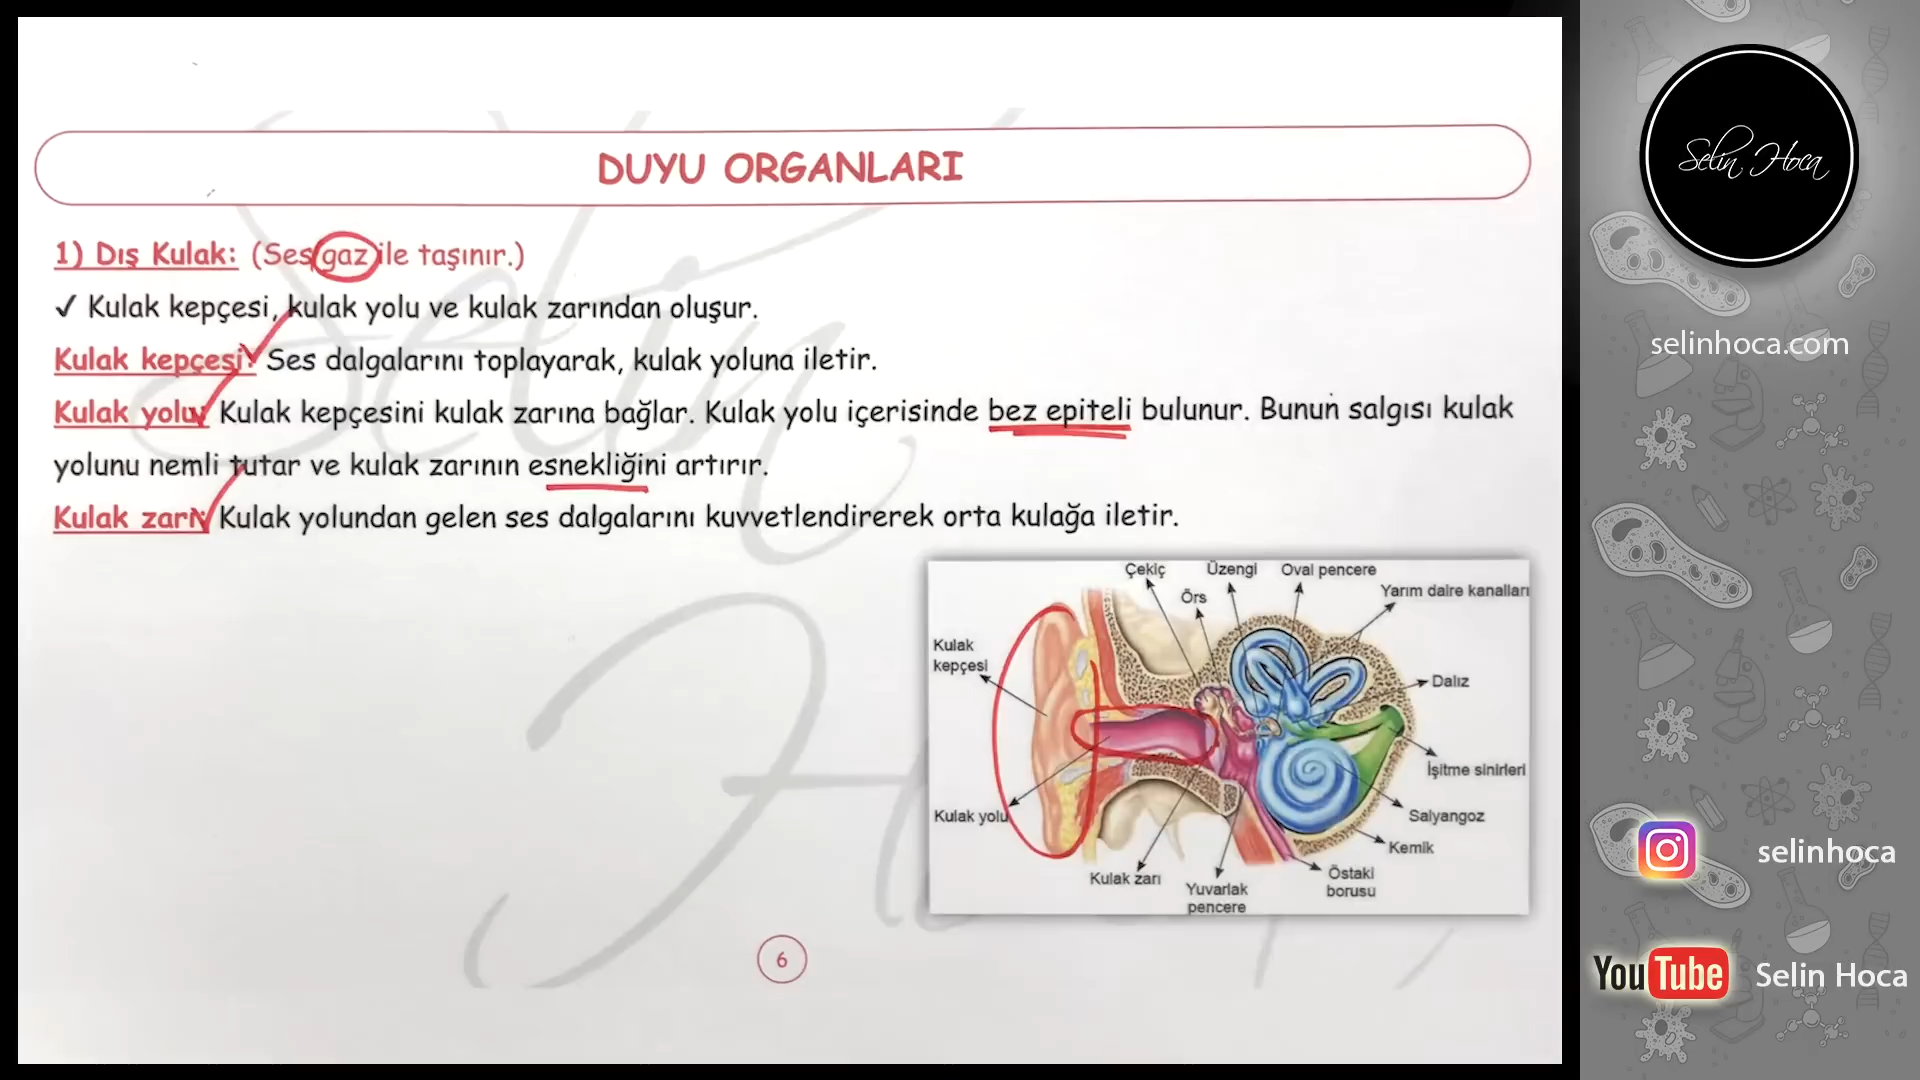 DUYU ORGANLARI
1) Dış Kulak: (Ses gaz ile taşınır.)
✓ Kulak kepçesi, kulak yolu ve kulak zarından oluşur.
Kulak kepçesi: Ses dalgalarını toplayarak, kulak yoluna iletir.
Kulak yolu: Kulak kepçesini kulak zarına bağlar. Kulak yolu içerisinde bez epiteli bulunur. Bunun salgısı kulak
yolunu nemli tutar ve kulak zarının esnekliğini artırır.
Kulak zarı: Kulak yolundan gelen ses dalgalarını kuvvetlendirerek orta kulağa iletir.
Çekiç
Üzengi
Oval pencere
Örs
Yarım daire kanalları
Kulak
kepçesi
Dalız
İşitme sinirleri
Kulak yolu
Salyangoz
Kemik
Kulak zarı
Yuvarlak
pencere
Östaki
borusu
6
Selin Hoca
Selin Hoca
selinhoca.com
selinhoca
YouTube Selin Hoca